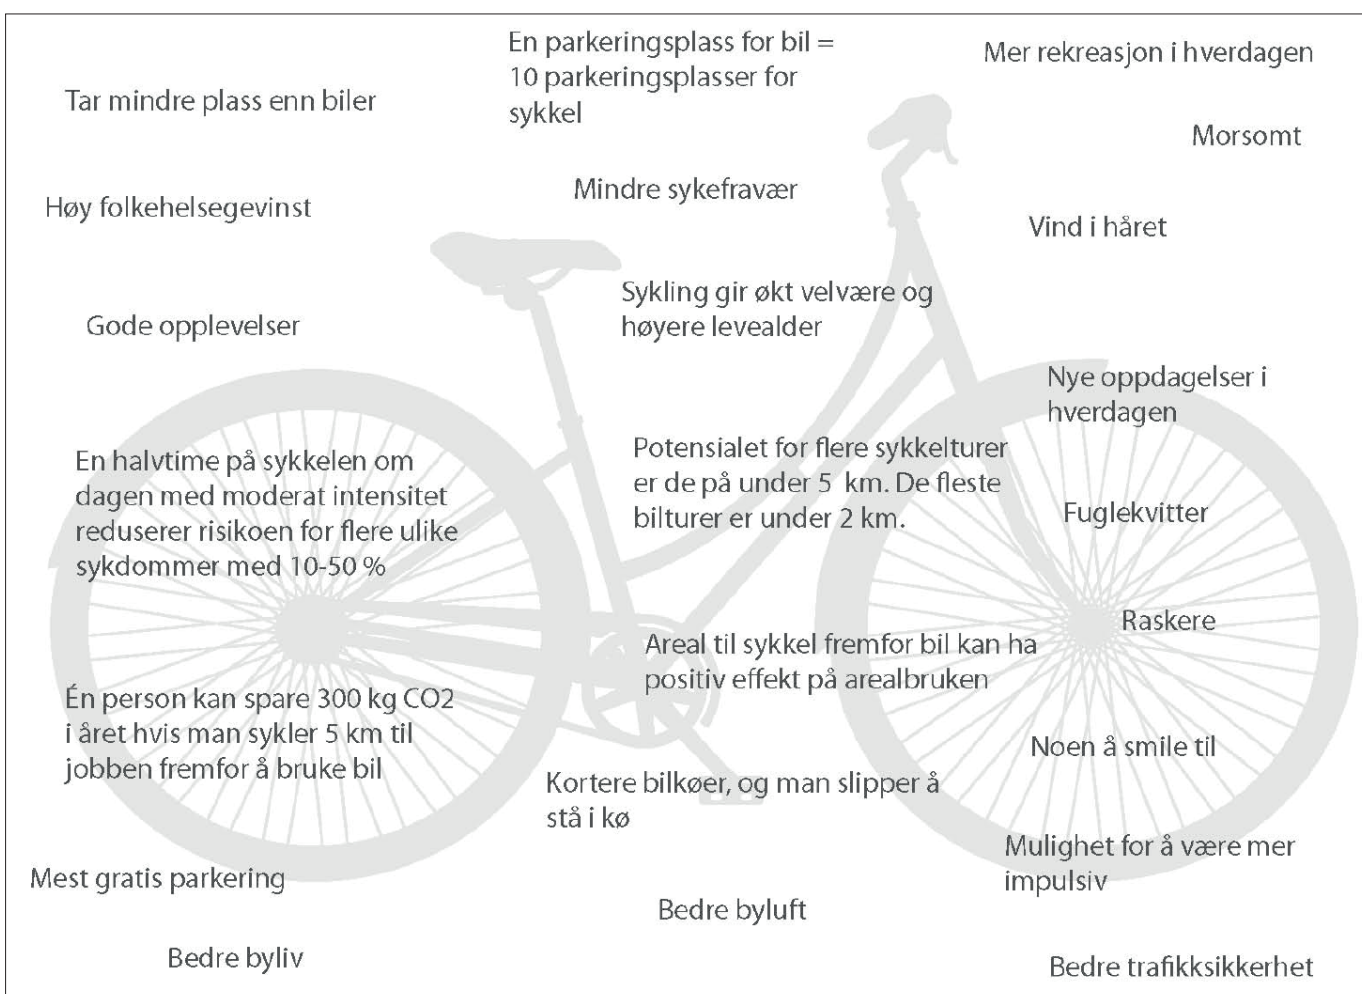 En parkeringsplass for bil =
10 parkeringsplasser for
sykkel
Mer rekreasjon i hverdagen
Tar mindre plass enn biler
Morsomt
Mindre sykefravær
Høy folkehelsegevinst
Vind i håret
Sykling gir økt velvære og
høyere levealder
Gode opplevelser
Nye oppdagelser i
hverdagen
En halvtime på sykkelen om
dagen med moderat intensitet
reduserer risikoen for flere ulike
sykdommer med 10-50 %
Potensialet for flere sykkelturer
er de på under 5 km. De fleste
bilturer er under 2 km.
Fuglekvitter
Raskere
Areal til sykkel fremfor bil kan ha
positiv effekt på arealbruken
Én person kan spare 300 kg CO2
i året hvis man sykler 5 km til
jobben fremfor å bruke bil
Noen å smile til
Kortere bilkøer, og man slipper å
stå i kø
Mulighet for å være mer
impulsiv
Mest gratis parkering
Bedre byluft
Bedre byliv
Bedre trafikksikkerhet